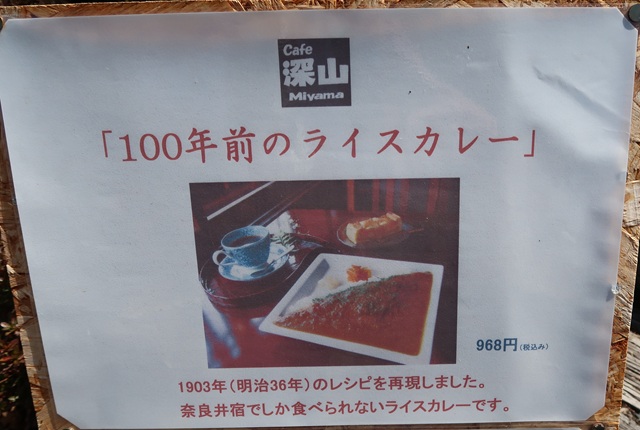 Cafe
深山
Miyama
「100年前のライスカレー」
968円(税込み)
1903年(明治36年)のレシピを再現しました。
奈良井宿でしか食べられないライスカレーです。